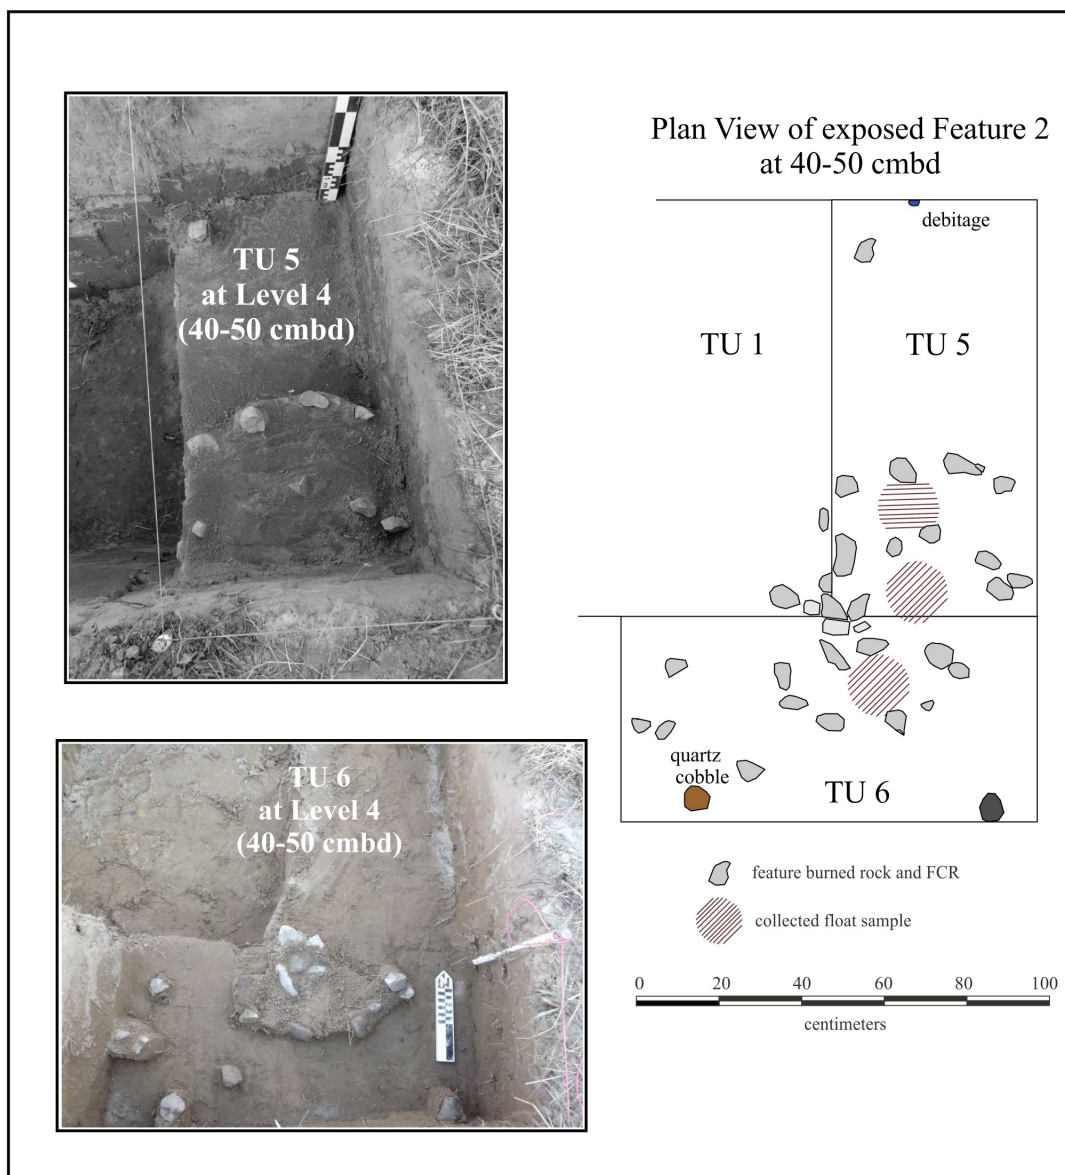 TU 5
at Level 4
(40-50 cmbd)
Plan View of exposed Feature 2
at 40-50 cmbd
debitage
TU 1
TU 5
quartz
cobble
TU 6
feature burned rock and FCR
collected float sample
0 20 40 60 80 100
centimeters
TU 6
at Level 4
(40-50 cmbd)